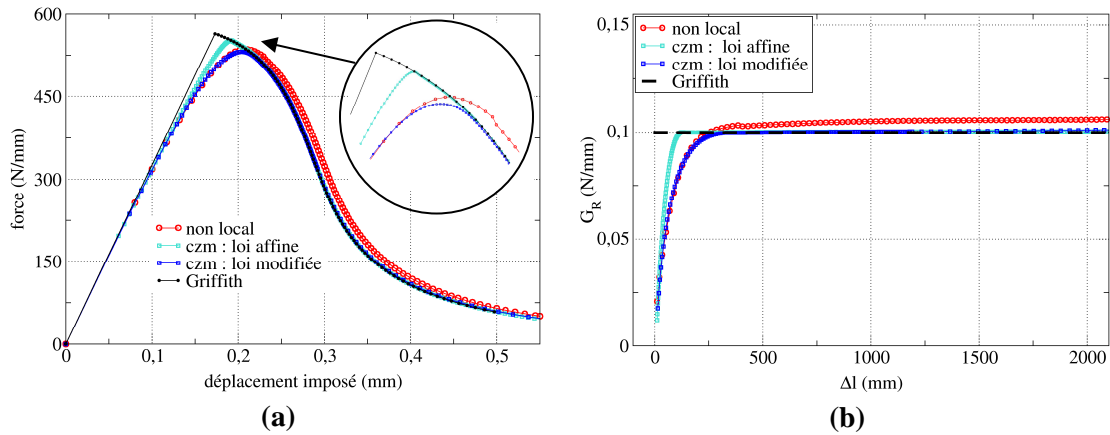 force (N/mm)
600
450
300
150
0
0
0,1
0,2
0,3
0,4
0,5
déplacement imposé (mm)
non local
czm : loi affine
czm : loi modifiée
Griffith
(a)
G_R (N/mm)
0,15
0,1
0,05
0
0
500
1000
1500
2000
Δl (mm)
non local
czm : loi affine
czm : loi modifiée
Griffith
(b)